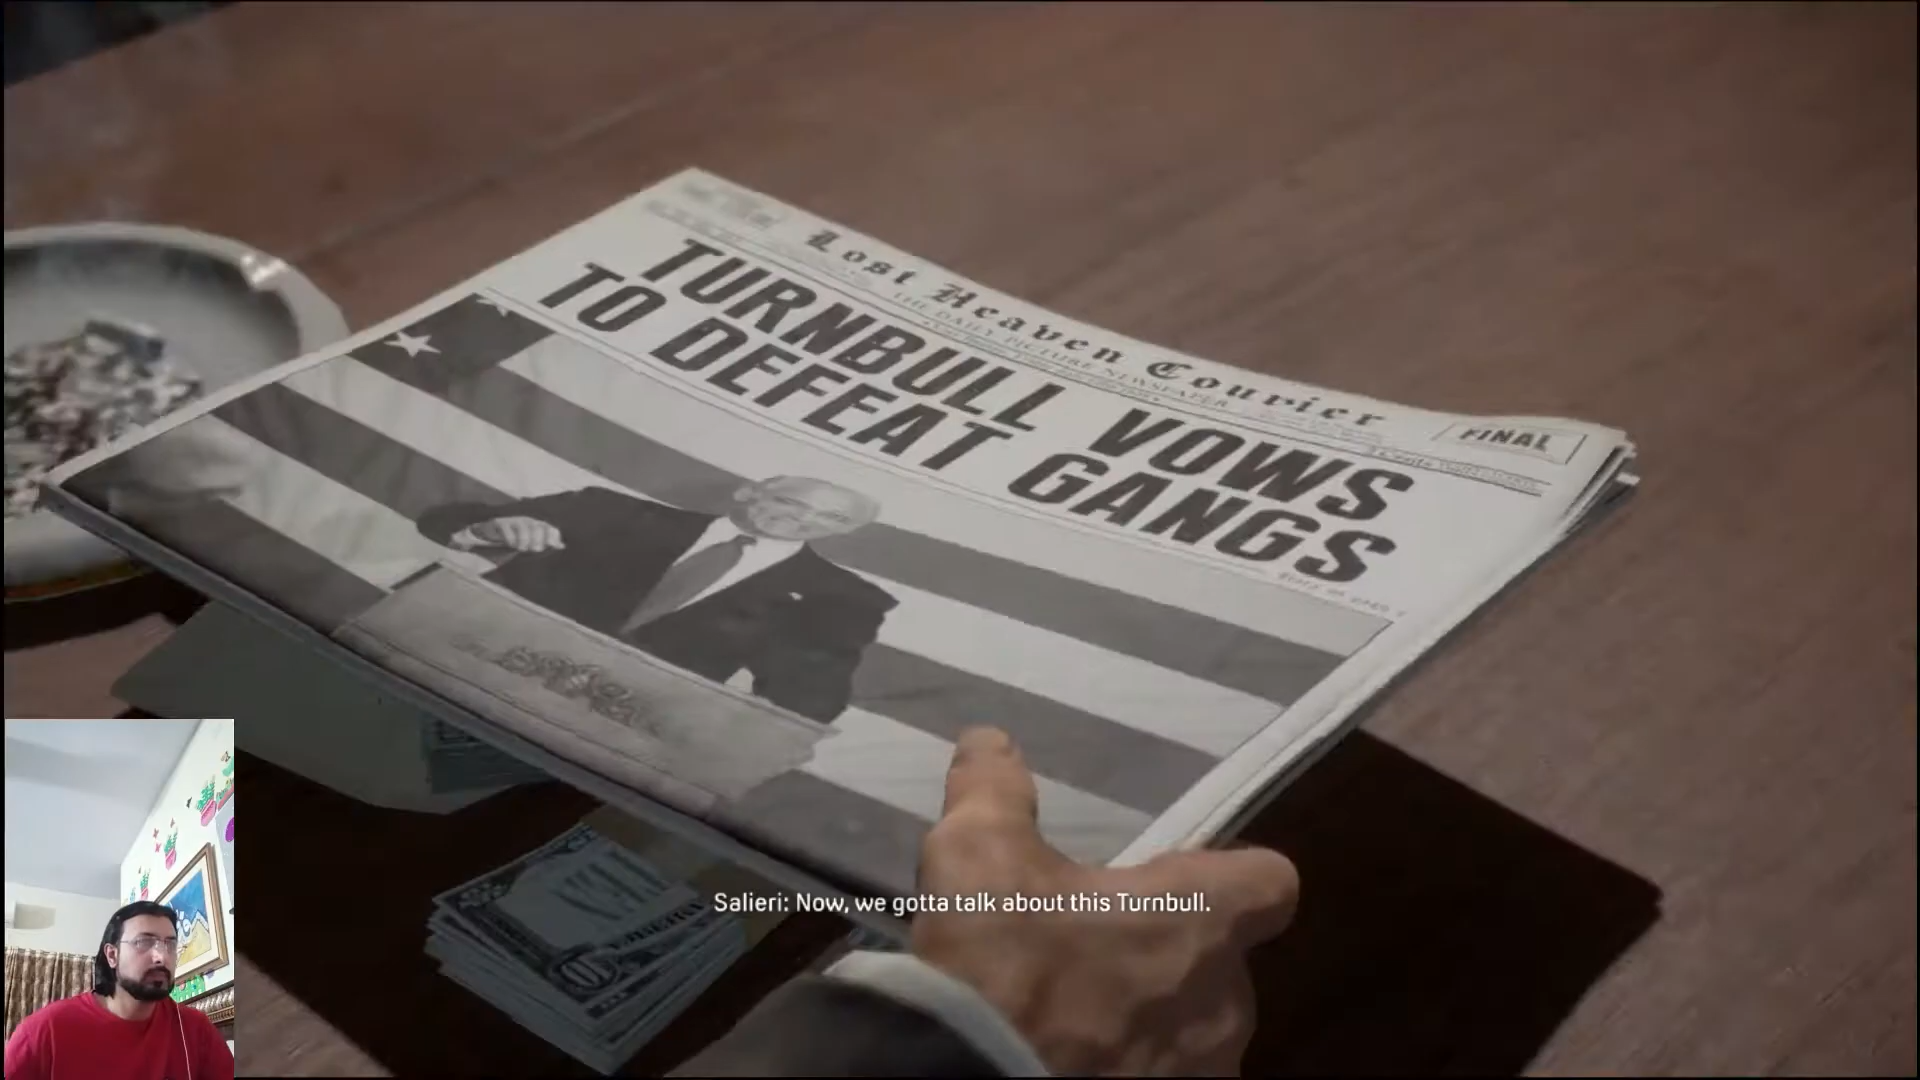 Lost Heaven Courier
THE DAILY PICTURE NEWSPAPER
FINAL
TURNBULL VOWS
TO DEFEAT GANGS
Salieri: Now, we gotta talk about this Turnbull.